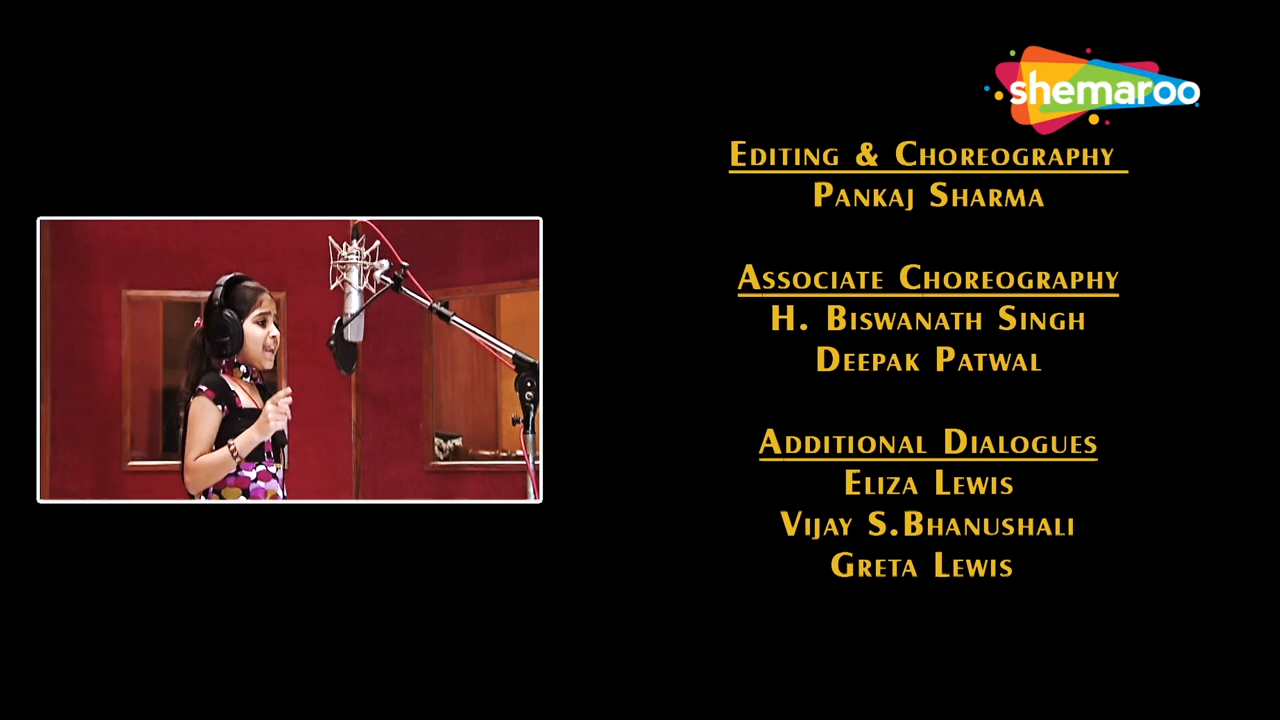 shemaroo
Editing & Choreography
Pankaj Sharma
Associate Choreography
H. Biswanath Singh
Deepak Patwal
Additional Dialogues
Eliza Lewis
Vijay S.Bhanushali
Greta Lewis